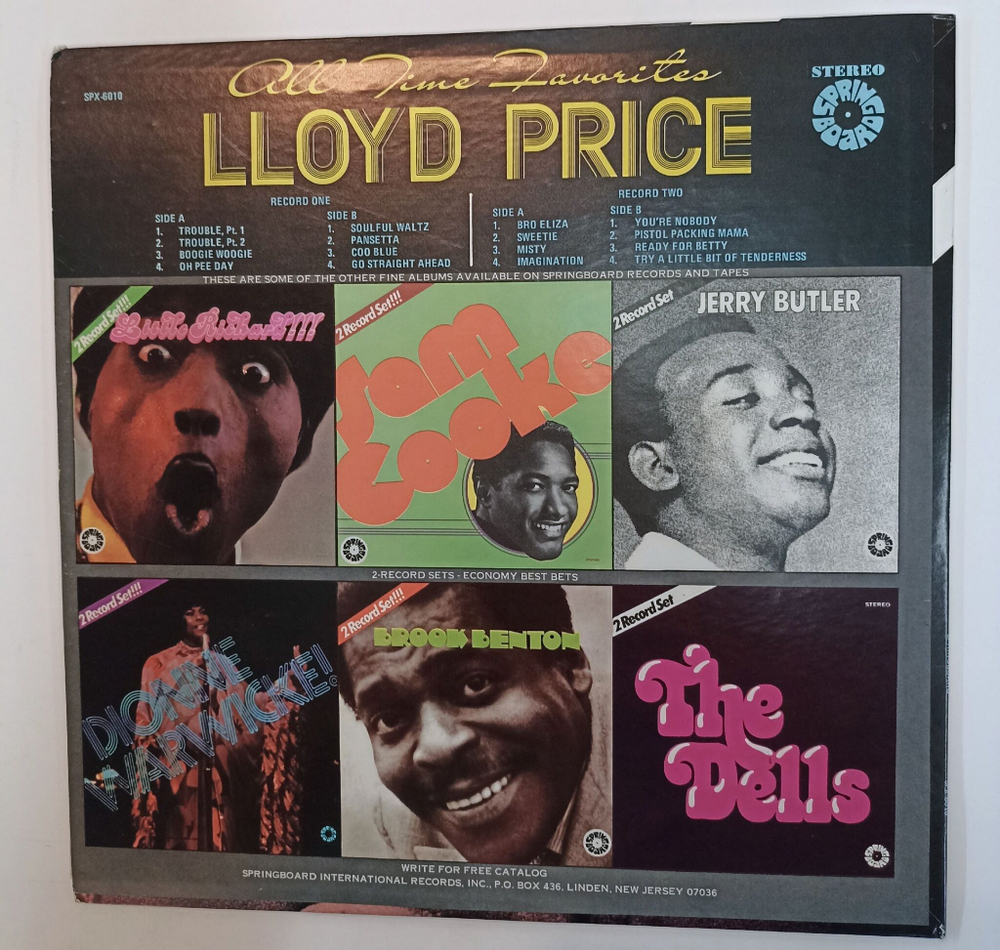 SPX-6010
All Time Favorites
LLOYD PRICE
STEREO
SPRINGBOARD
RECORD ONE
SIDE A
1. TROUBLE, Pt. 1
2. TROUBLE, Pt. 2
3. BOOGIE WOOGIE
4. OH PEE DAY
SIDE B
1. SOULFUL WALTZ
2. PANSETTA
3. COO BLUE
4. GO STRAIGHT AHEAD
RECORD TWO
SIDE A
1. BRO ELIZA
2. SWEETIE
3. MISTY
4. IMAGINATION
SIDE B
1. YOU'RE NOBODY
2. PISTOL PACKING MAMA
3. READY FOR BETTY
4. TRY A LITTLE BIT OF TENDERNESS
THESE ARE SOME OF THE OTHER FINE ALBUMS AVAILABLE ON SPRINGBOARD RECORDS AND TAPES
2 Record Set!!!
Little Richard!!!
SPRINGBOARD
2 Record Set!!!
Sam
Cooke
SPRINGBOARD
2 Record Set
JERRY BUTLER
SPRINGBOARD
2-RECORD SETS - ECONOMY BEST BETS
2 Record Set!!!
DIONNE
WARWICKE!
2 Record Set!!!
BROOK BENTON
SPRINGBOARD
2 Record Set
STEREO
The
Dells
SPRINGBOARD
WRITE FOR FREE CATALOG
SPRINGBOARD INTERNATIONAL RECORDS, INC., P.O. BOX 436, LINDEN, NEW JERSEY 07036